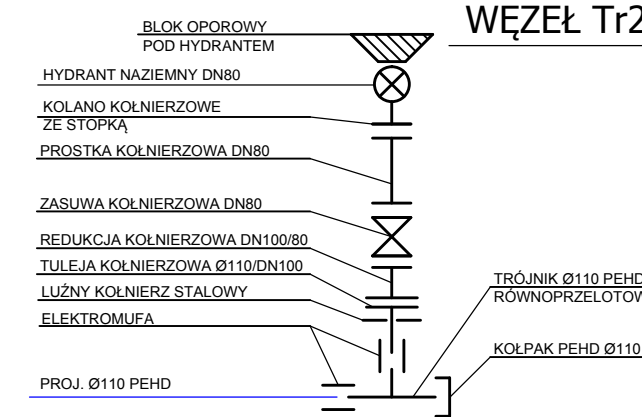 WĘZEŁ Tr2
BLOK OPOROWY
POD HYDRANTEM
HYDRANT NAZIEMNY DN80
KOLANO KOŁNIERZOWE
ZE STOPKĄ
PROSTKA KOŁNIERZOWA DN80
ZASUWA KOŁNIERZOWA DN80
REDUKCJA KOŁNIERZOWA DN100/80
TULEJA KOŁNIERZOWA Ø110/DN100
LUŹNY KOŁNIERZ STALOWY
ELEKTROMUFA
PROJ. Ø110 PEHD
TRÓJNIK Ø110 PEHD
RÓWNOPRZELOTOW
KOŁPAK PEHD Ø110